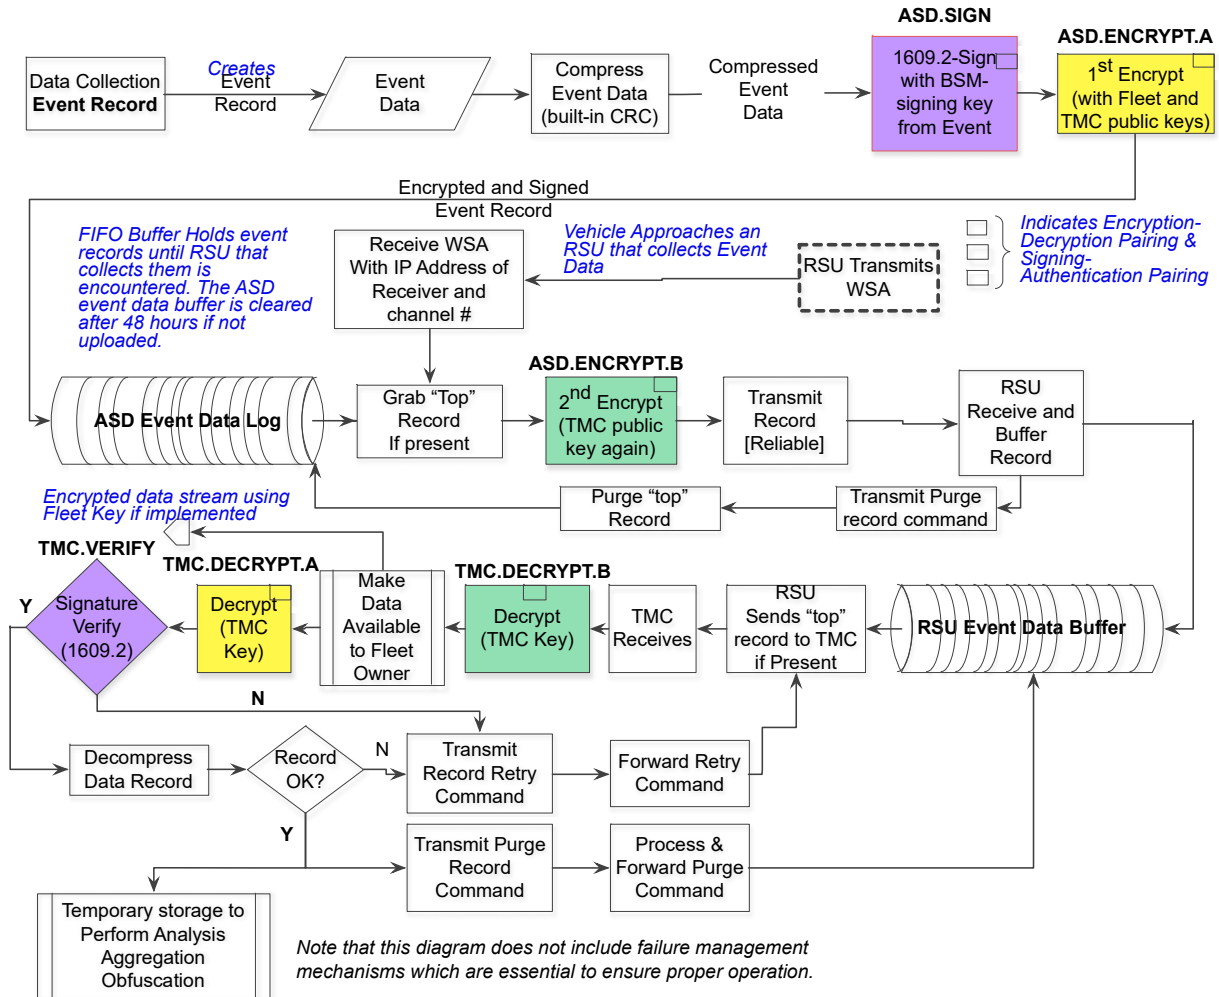 ASD.SIGN
ASD.ENCRYPT.A
Data Collection
Event Record
Creates
Event
Record
Event
Data
Compress
Event Data
(built-in CRC)
Compressed
Event
Data
1609.2-Sign
with BSM-
signing key
from Event
1st Encrypt
(with Fleet and
TMC public keys)
Encrypted and Signed
Event Record
FIFO Buffer Holds event
records until RSU that
collects them is
encountered. The ASD
event data buffer is cleared
after 48 hours if not
uploaded.
Receive WSA
With IP Address of
Receiver and
channel #
Vehicle Approaches an
RSU that collects Event
Data
RSU Transmits
WSA
Indicates Encryption-
Decryption Pairing &
Signing-
Authentication Pairing
ASD Event Data Log
Grab “Top”
Record
If present
ASD.ENCRYPT.B
2nd Encrypt
(TMC public
key again)
Transmit
Record
[Reliable]
RSU
Receive and
Buffer
Record
Purge “top”
Record
Transmit Purge
record command
Encrypted data stream using
Fleet Key if implemented
TMC.VERIFY
TMC.DECRYPT.A
TMC.DECRYPT.B
Y
Signature
Verify
(1609.2)
Decrypt
(TMC
Key)
Make
Data
Available
to Fleet
Owner
Decrypt
(TMC Key)
TMC
Receives
RSU
Sends “top”
record to TMC
if Present
RSU Event Data Buffer
N
Decompress
Data Record
Record
OK?
N
Transmit
Record Retry
Command
Forward Retry
Command
Y
Transmit Purge
Record
Command
Process &
Forward Purge
Command
Temporary storage to
Perform Analysis
Aggregation
Obfuscation
Note that this diagram does not include failure management
mechanisms which are essential to ensure proper operation.